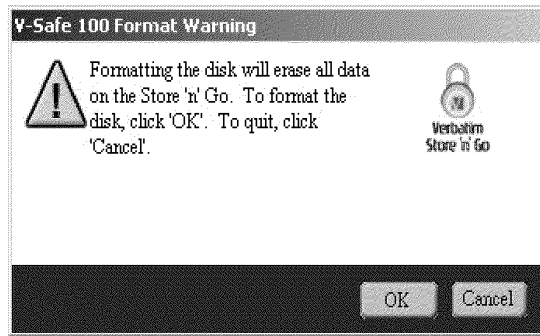 V-Safe 100 Format Warning
Formatting the disk will erase all data
on the Store 'n' Go. To format the
disk, click 'OK'. To quit, click
'Cancel'.
Verbatim
Store 'n' Go
OK
Cancel